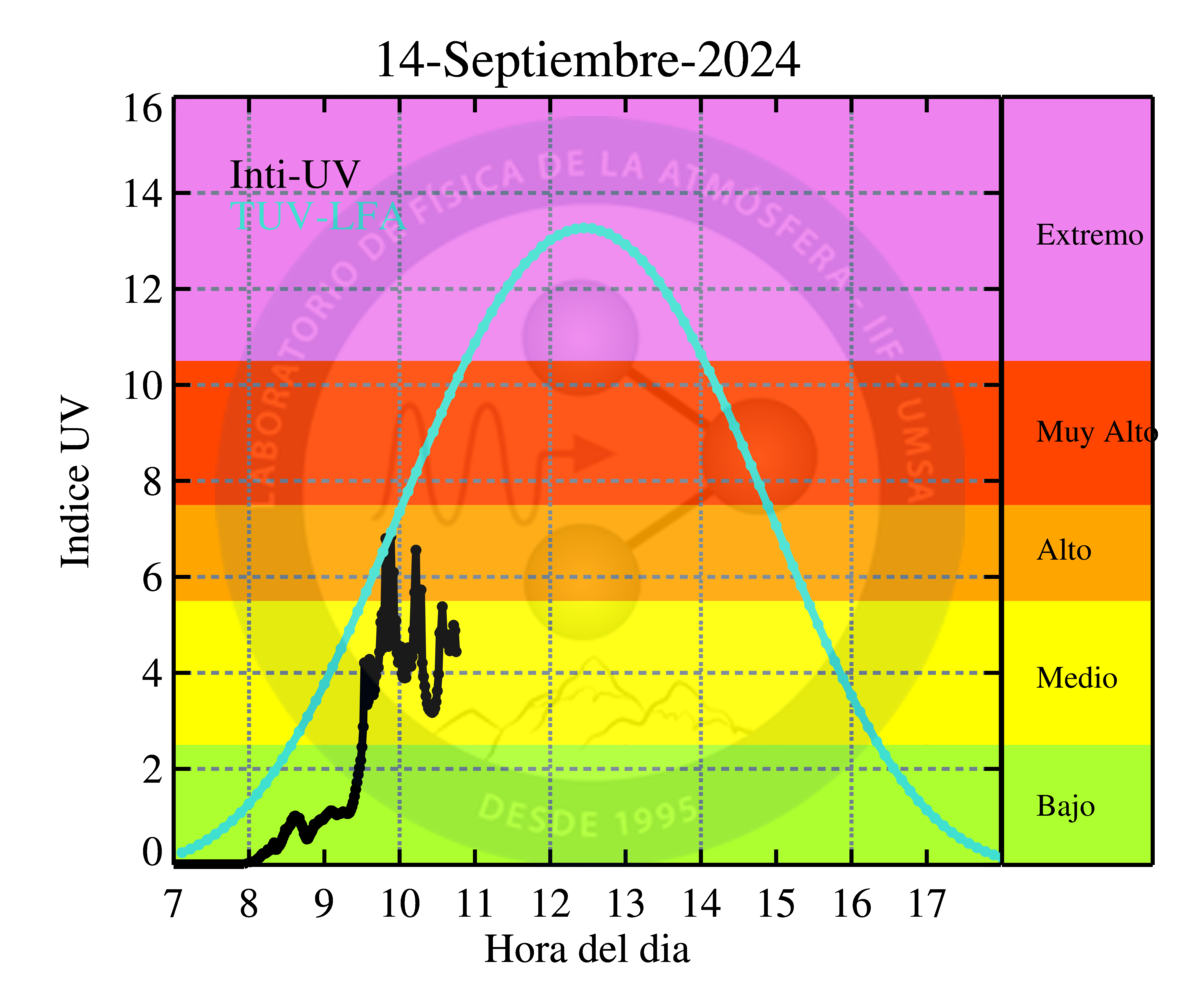 14-Septiembre-2024
16
14
12
10
8
6
4
2
0
Indice UV
Inti-UV
TUV-LFA
LABORATORIO DE FÍSICA DE LA ATMÓSFERA - IIF - UMSA
DESDE 1995
Extremo
Muy Alto
Alto
Medio
Bajo
7 8 9 10 11 12 13 14 15 16 17
Hora del dia